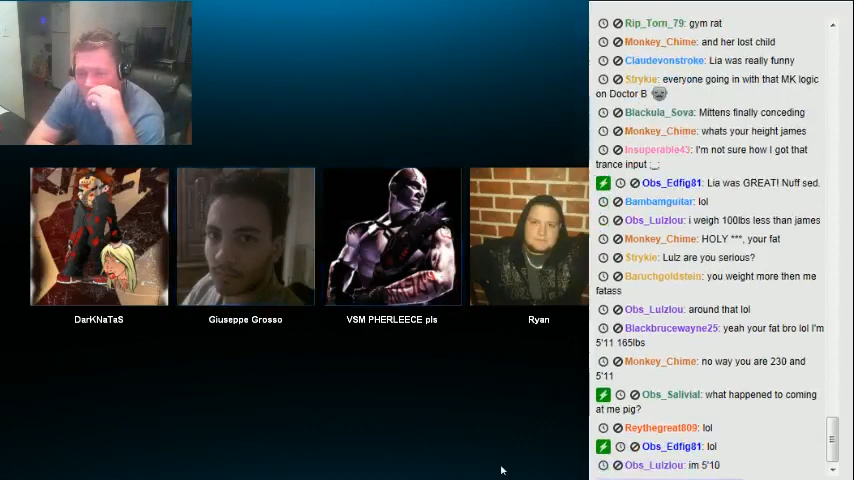 Rip_Torn_79: gym rat
Monkey_Chime: and her lost child
Claudevonstroke: Lia was really funny
Strykie: everyone going in with that MK logic
on Doctor B
Blackula_Sova: Mittens finally conceding
Monkey_Chime: whats your height james
Insuperable43: I'm not sure how I got that
trance input ;_;
Obs_Edfig81: Lia was GREAT! Nuff sed.
Bambamguitar: lol
Obs_Lulzlou: i weigh 100lbs less than james
Monkey_Chime: HOLY ***, your fat
Strykie: Lulz are you serious?
Baruchgoldstein: you weight more then me
fatass
Obs_Lulzlou: around that lol
Blackbrucewayne25: yeah your fat bro lol I'm
5'11 165lbs
Monkey_Chime: no way you are 230 and
5'11
Obs_Salivial: what happened to coming
at me pig?
Reythegreat809: lol
Obs_Edfig81: lol
Obs_Lulzlou: im 5'10
DarKNaTaS
Giuseppe Grosso
VSM PHERLEECE pls
Ryan